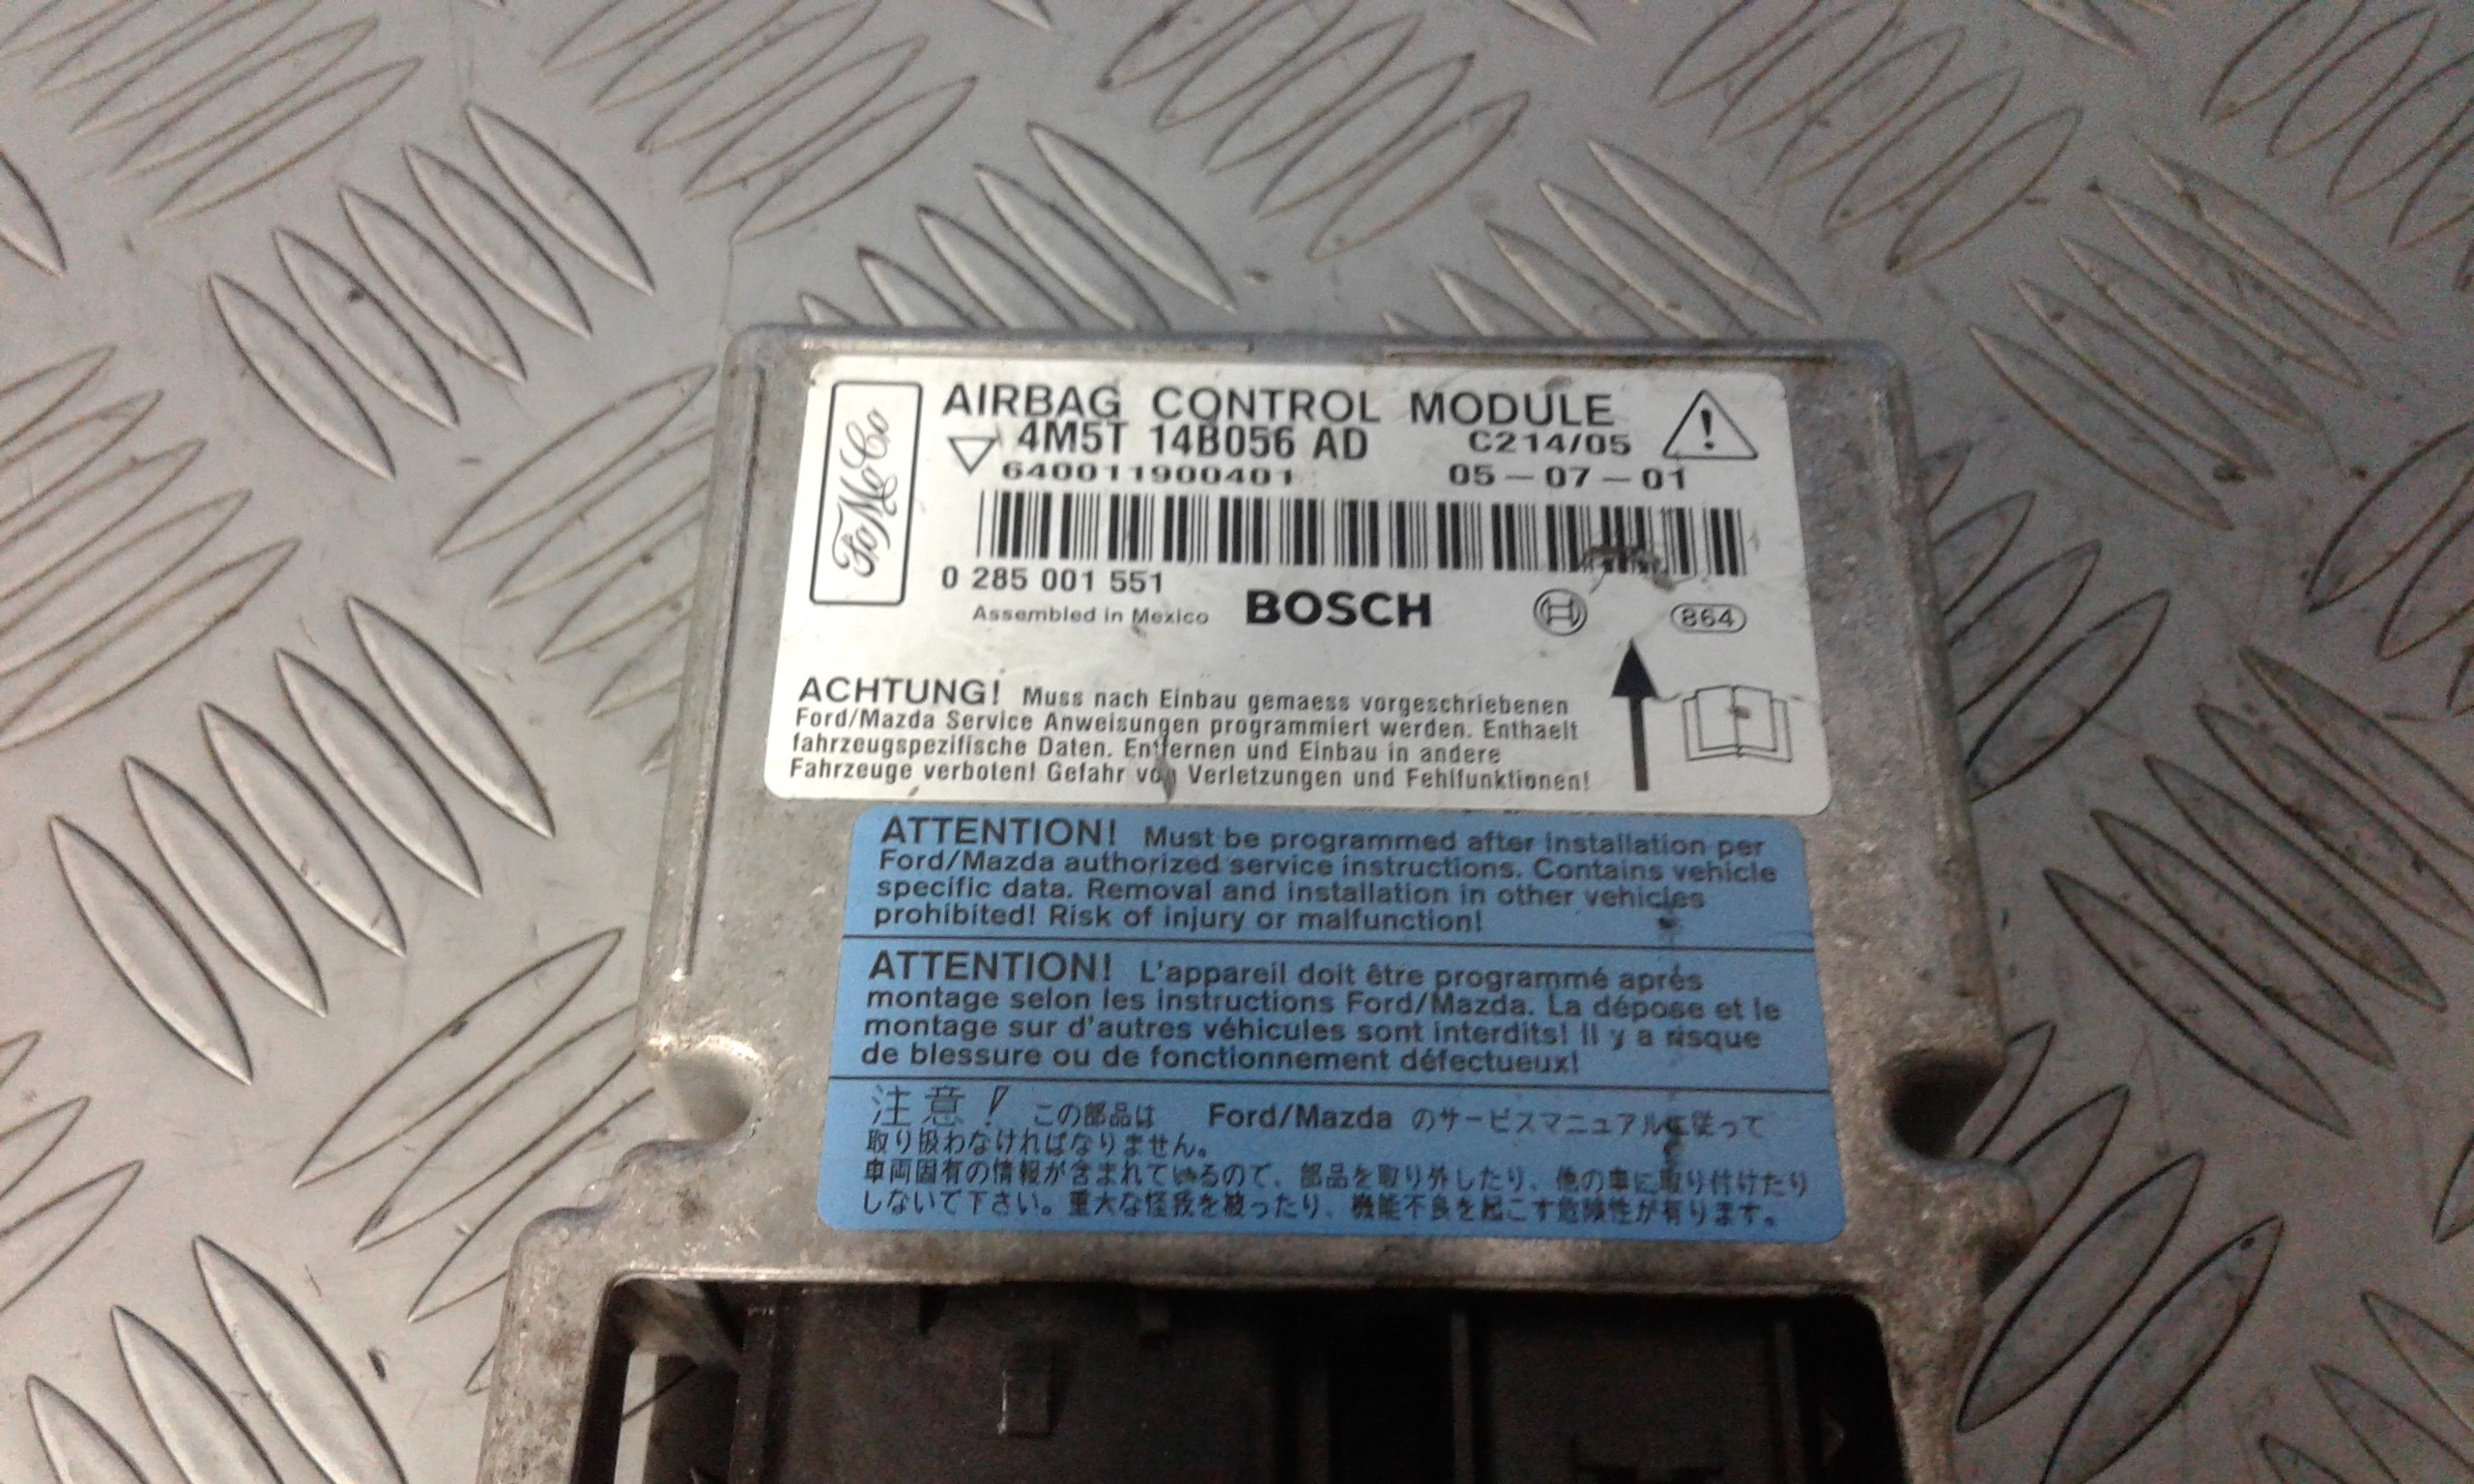 FoMoCo
AIRBAG CONTROL MODULE
4M5T 14B056 AD C214/05
640011900401 05-07-01
0 285 001 551
Assembled in Mexico BOSCH 864
ACHTUNG! Muss nach Einbau gemaess vorgeschriebenen
Ford/Mazda Service Anweisungen programmiert werden. Enthaelt
fahrzeugspezifische Daten. Entfernen und Einbau in andere
Fahrzeuge verboten! Gefahr von Verletzungen und Fehlfunktionen!
ATTENTION! Must be programmed after installation per
Ford/Mazda authorized service instructions. Contains vehicle
specific data. Removal and installation in other vehicles
prohibited! Risk of injury or malfunction!
ATTENTION! L'appareil doit être programmé après
montage selon les instructions Ford/Mazda. La dépose et le
montage sur d'autres véhicules sont interdits! Il y a risque
de blessure ou de fonctionnement défectueux!
注意! この部品は Ford/Mazda のサービスマニュアルに従って
取り扱わなければなりません。
車両固有の情報が含まれているので、部品を取り外したり、他の車に取り付けたり
しないで下さい。重大な怪我を被ったり、機能不良を起こす危険性が有ります。